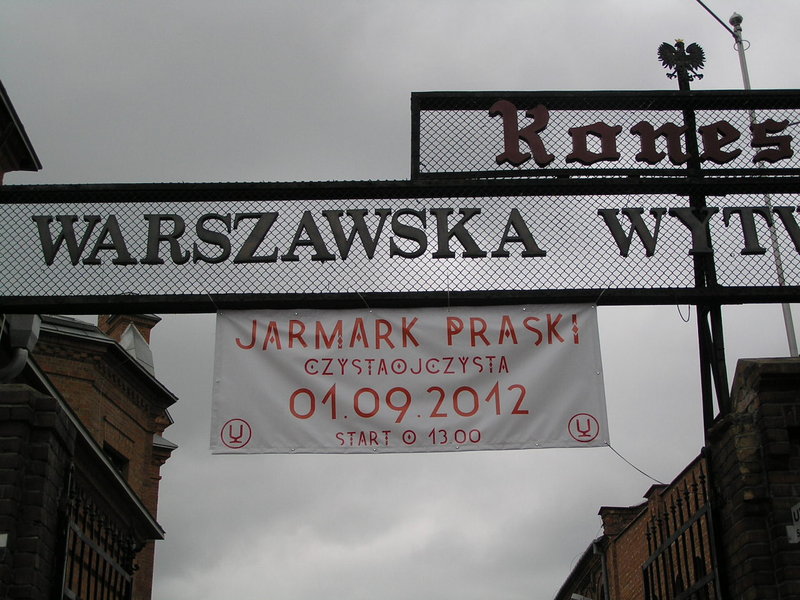 Kones
WARSZAWSKA WYTW
JARMARK PRASKI
CZYSTAOJCZYSTA
01.09.2012
START O 13.00